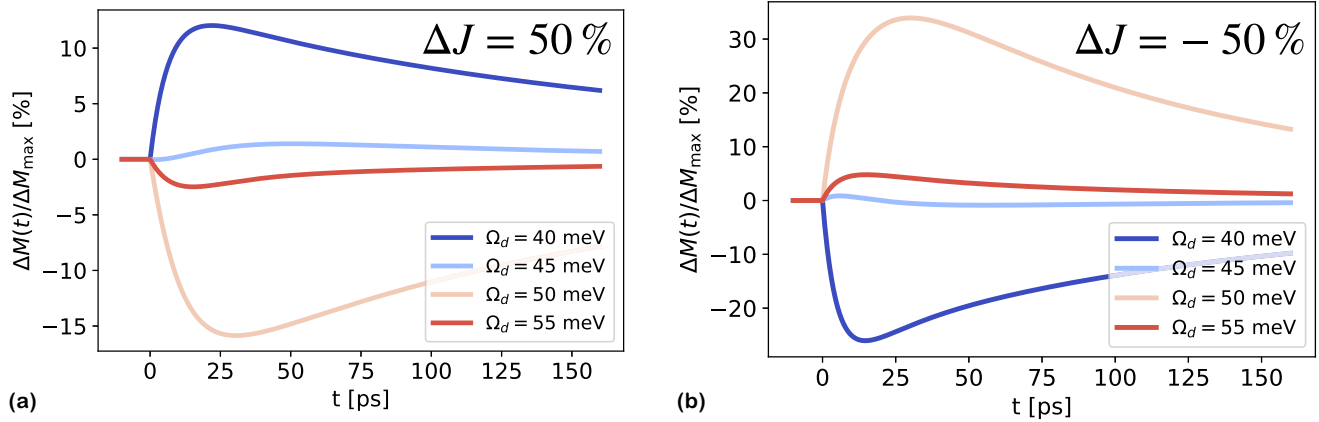 ΔJ = 50 %
10
5
0
−5
−10
−15
ΔM(t)/ΔM_max [%]
Ω_d = 40 meV
Ω_d = 45 meV
Ω_d = 50 meV
Ω_d = 55 meV
0 25 50 75 100 125 150
t [ps]
(a)
ΔJ = − 50 %
30
20
10
0
−10
−20
ΔM(t)/ΔM_max [%]
Ω_d = 40 meV
Ω_d = 45 meV
Ω_d = 50 meV
Ω_d = 55 meV
0 25 50 75 100 125 150
t [ps]
(b)